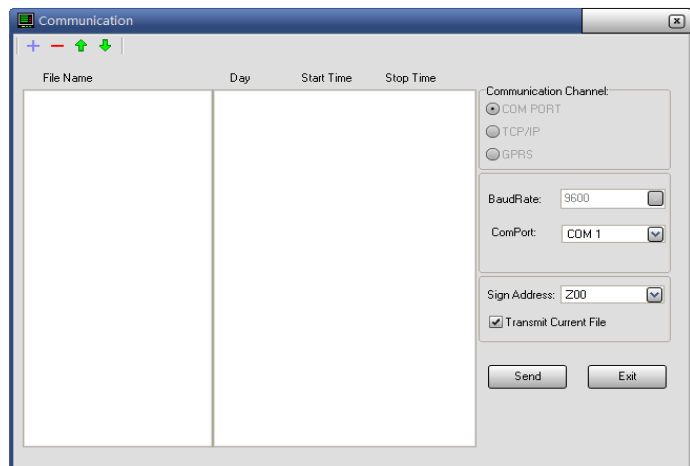 Communication
File Name Day Start Time Stop Time
Communication Channel:
COM PORT
TCP/IP
GPRS
BaudRate: 9600
ComPort: COM 1
Sign Address: Z00
Transmit Current File
Send Exit